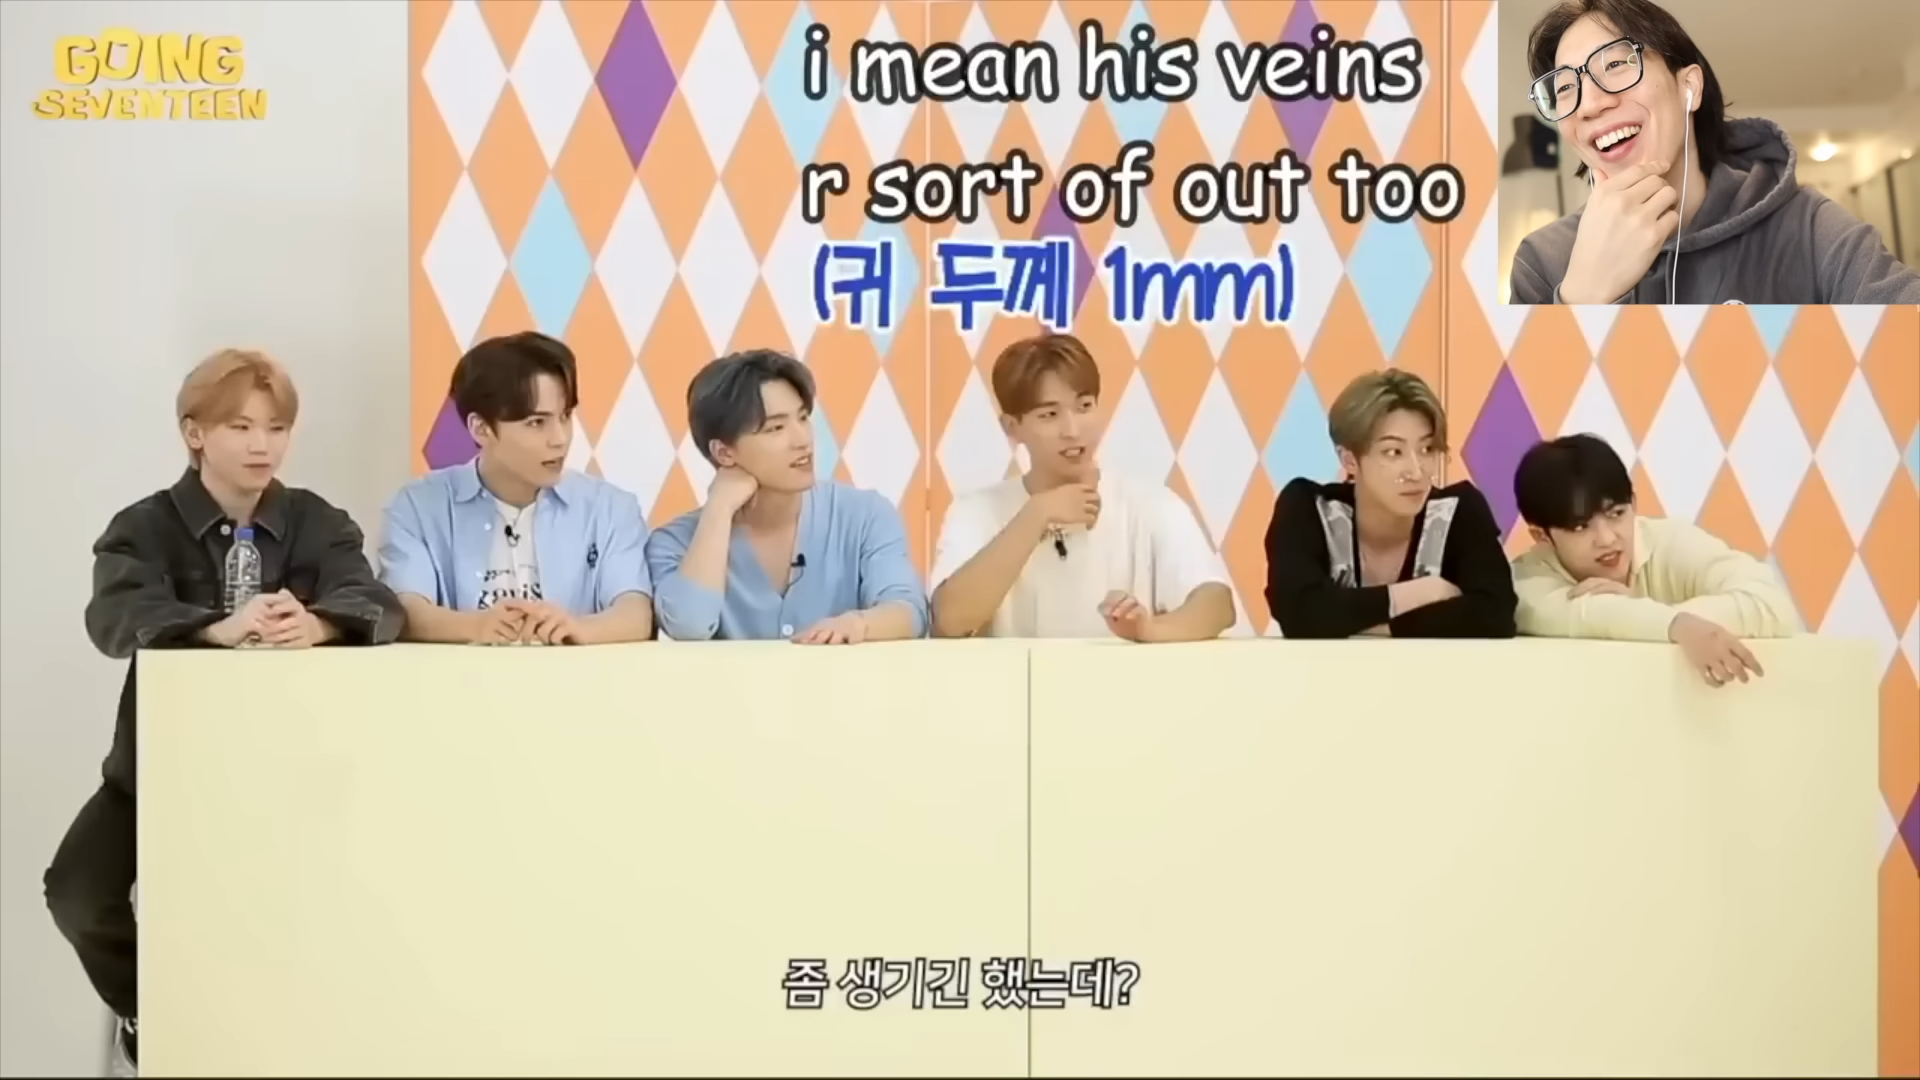 GOING
SEVENTEEN
i mean his veins
r sort of out too
(귀 두께 1mm)
좀 생기긴 했는데?